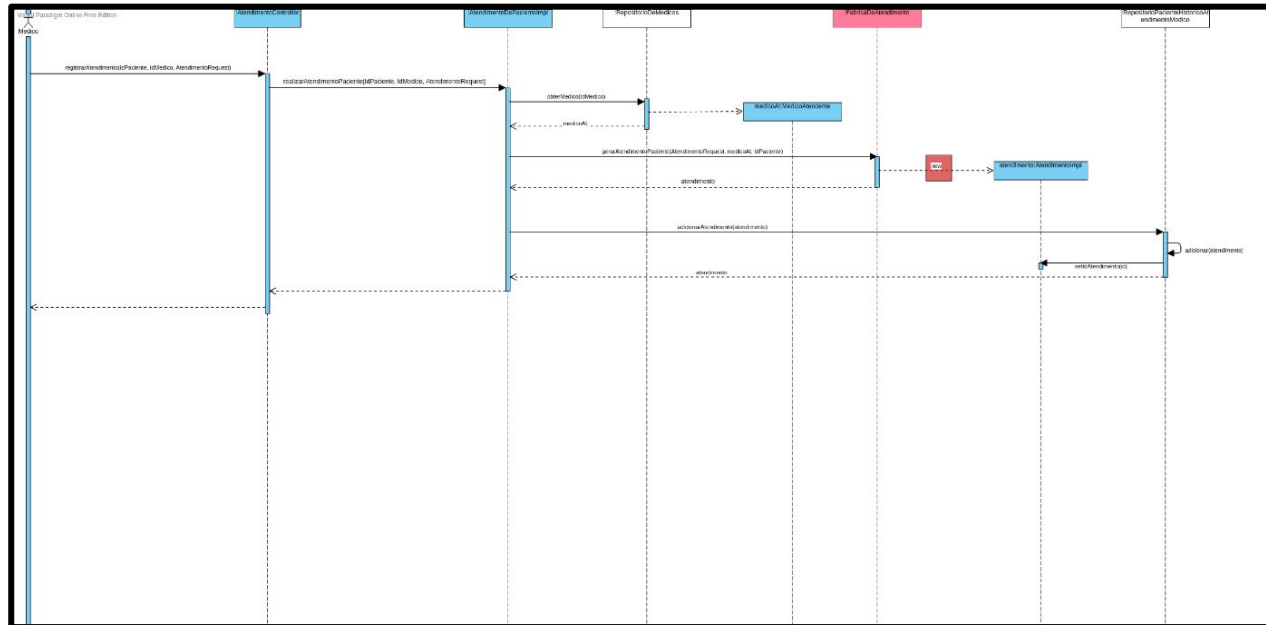 Visual Paradigm Online Free Edition
Medico
:AtendimentoController
:AtendimentoDePacienteImpl
:RepositorioDeMedicos
:FabricaDeAtendimento
RepositorioPacienteHistoricoAt
endimentoMedico
registrarAtendimento(IdPaciente, IdMedico, AtendimentoRequest)
realizarAtendimentoPaciente(IdPaciente, IdMedico, AtendimentoRequest)
obterMedico(IdMedico)
medicoAt:MedicoAtendente
medicoAt
gerarAtendimentoPaciente(AtendimentoRequest, medicoAt, IdPaciente)
new
atendimento:AtendimentoImpl
atendimento
adicionarAtendimento(atendimento)
adicionar(atendimento)
setIdAtendimento(id)
atendimento